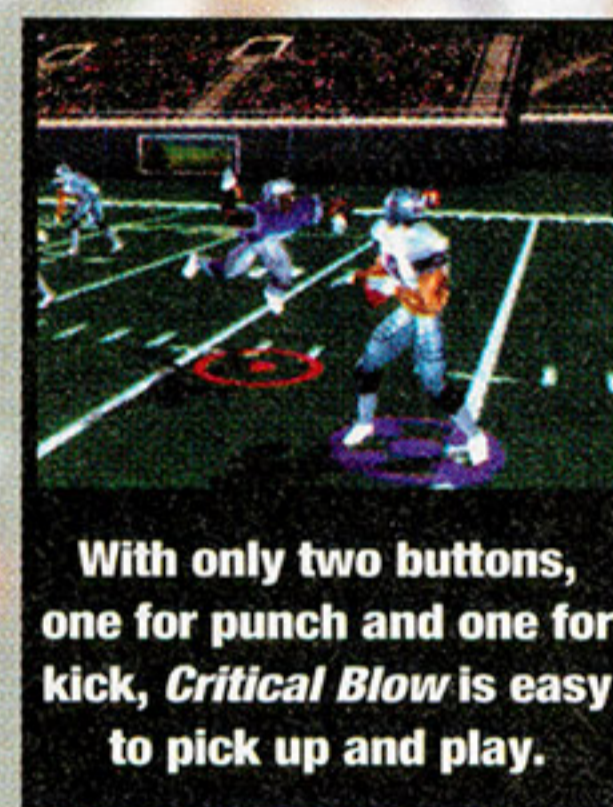 With only two buttons,
one for punch and one for
kick, Critical Blow is easy
to pick up and play.